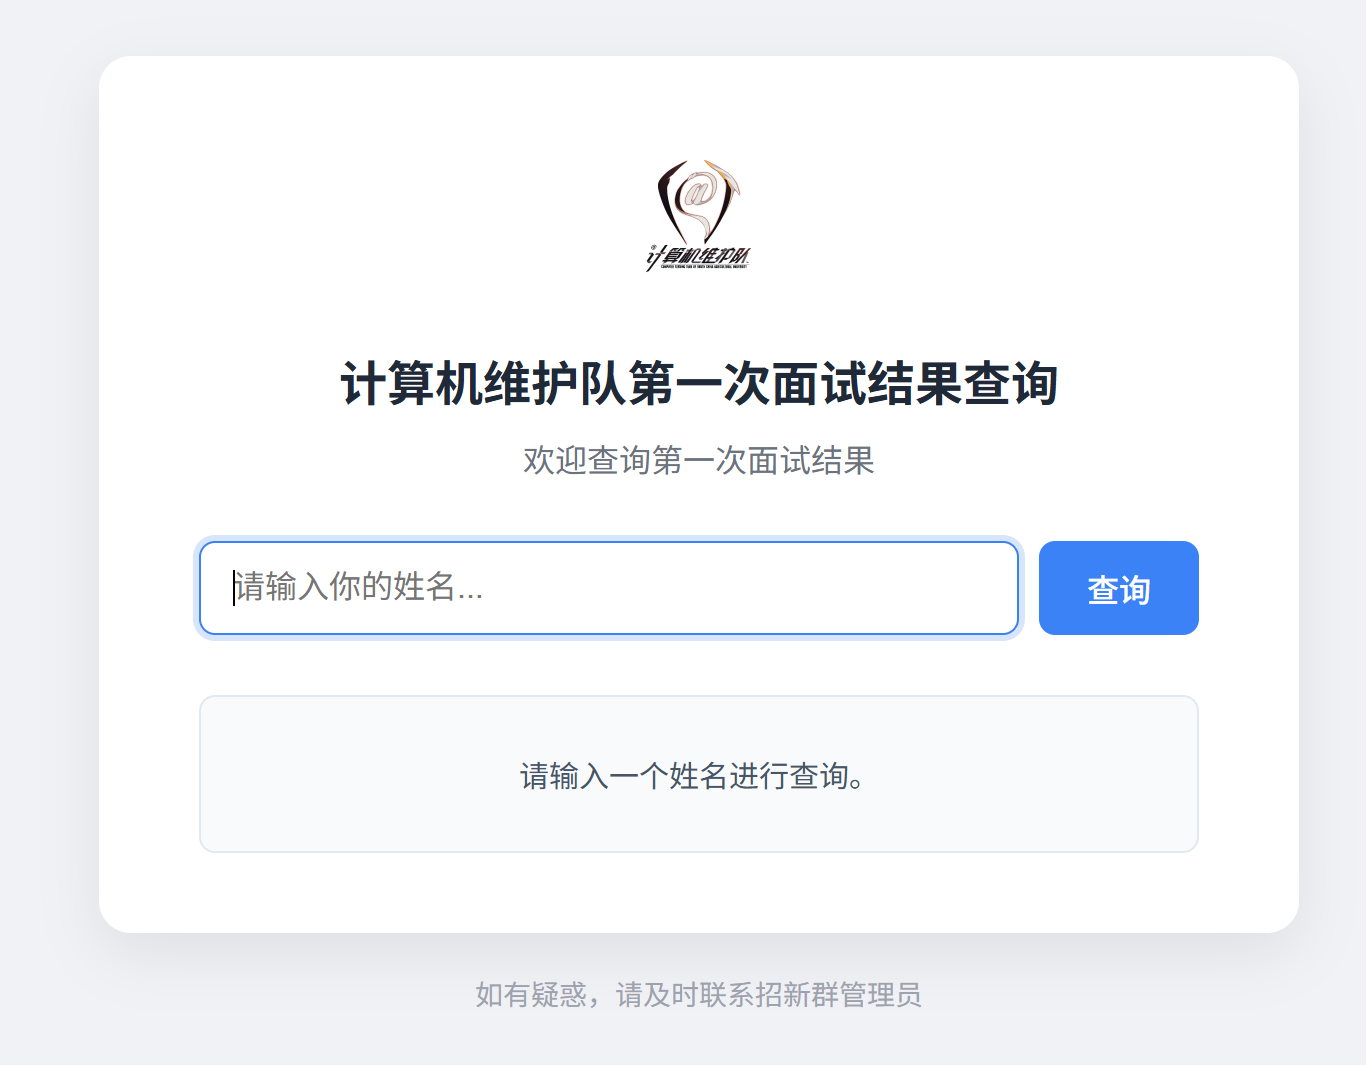 计算机维护队
计算机维护队第一次面试结果查询
欢迎查询第一次面试结果
请输入你的姓名...
查询
请输入一个姓名进行查询。
如有疑惑，请及时联系招新群管理员